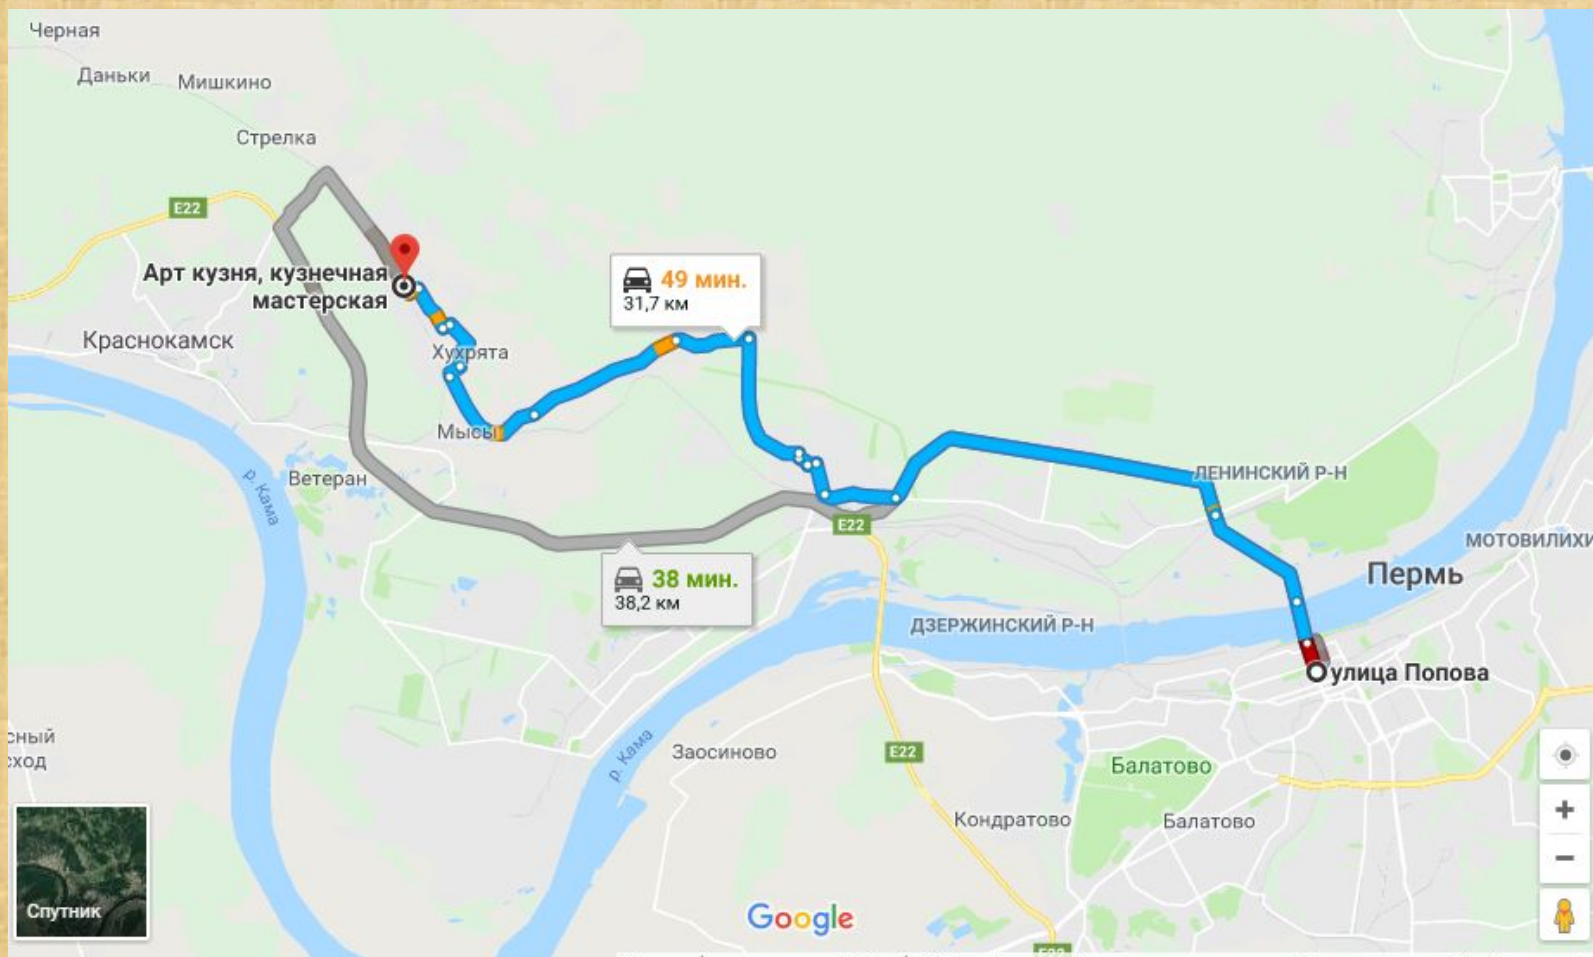 Черная
Даньки
Мишкино
Стрелка
E22
Арт кузня, кузнечная
мастерская
49 мин.
31,7 км
Краснокамск
Хухрята
Мысы
ЛЕНИНСКИЙ Р-Н
Ветеран
р. Кама
E22
МОТОВИЛИХИ
Пермь
38 мин.
38,2 км
ДЗЕРЖИНСКИЙ Р-Н
улица Попова
р. Кама
Заосиново
E22
Балатово
Кондратово
Балатово
Спутник
Google